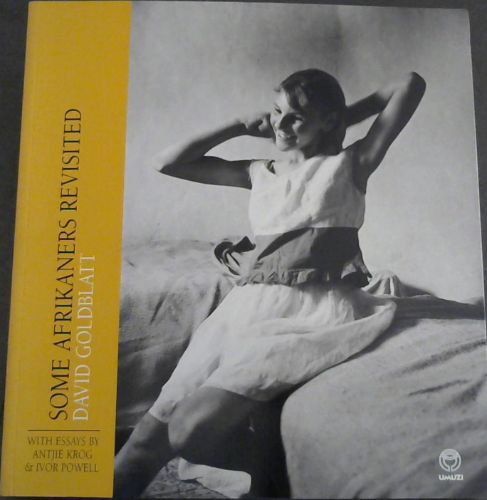 SOME AFRIKANERS REVISITED
DAVID GOLDBLATT
WITH ESSAYS BY
ANTJIE KROG
& IVOR POWELL
UMUZI